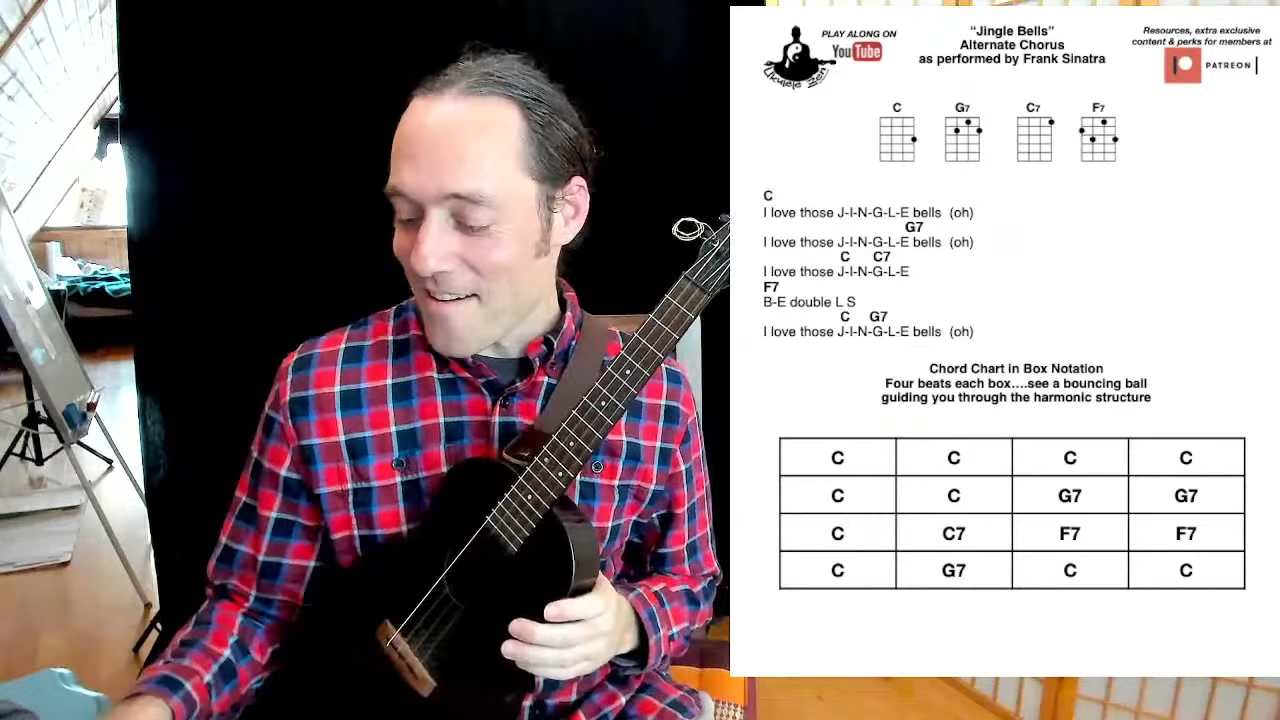 PLAY ALONG ON
YouTube
Ukulele Zen
"Jingle Bells"
Alternate Chorus
as performed by Frank Sinatra
Resources, extra exclusive
content & perks for members at
PATREON
C G7 C7 F7
C
I love those J-I-N-G-L-E bells (oh)
G7
I love those J-I-N-G-L-E bells (oh)
C C7
I love those J-I-N-G-L-E
F7
B-E double L S
C G7
I love those J-I-N-G-L-E bells (oh)
Chord Chart in Box Notation
Four beats each box....see a bouncing ball
guiding you through the harmonic structure
C C C C
C C G7 G7
C C7 F7 F7
C G7 C C